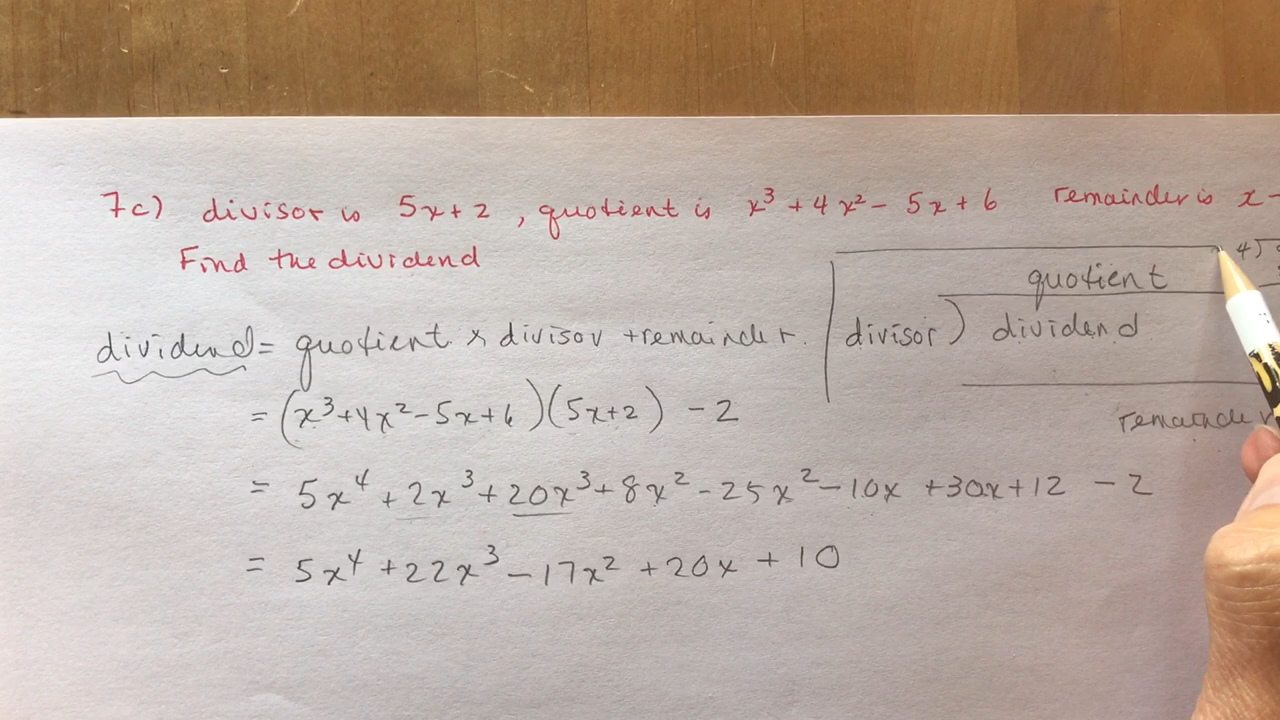 7c) divisor is 5x+2, quotient is x³+4x²-5x+6 remainder is x-
Find the dividend
4)
quotient
divisor) dividend
remainder
dividend = quotient x divisor + remainder.
= (x³+4x²-5x+6)(5x+2) -2
= 5x⁴+2x³+20x³+8x²-25x²-10x+30x+12-2
= 5x⁴+22x³-17x²+20x+10